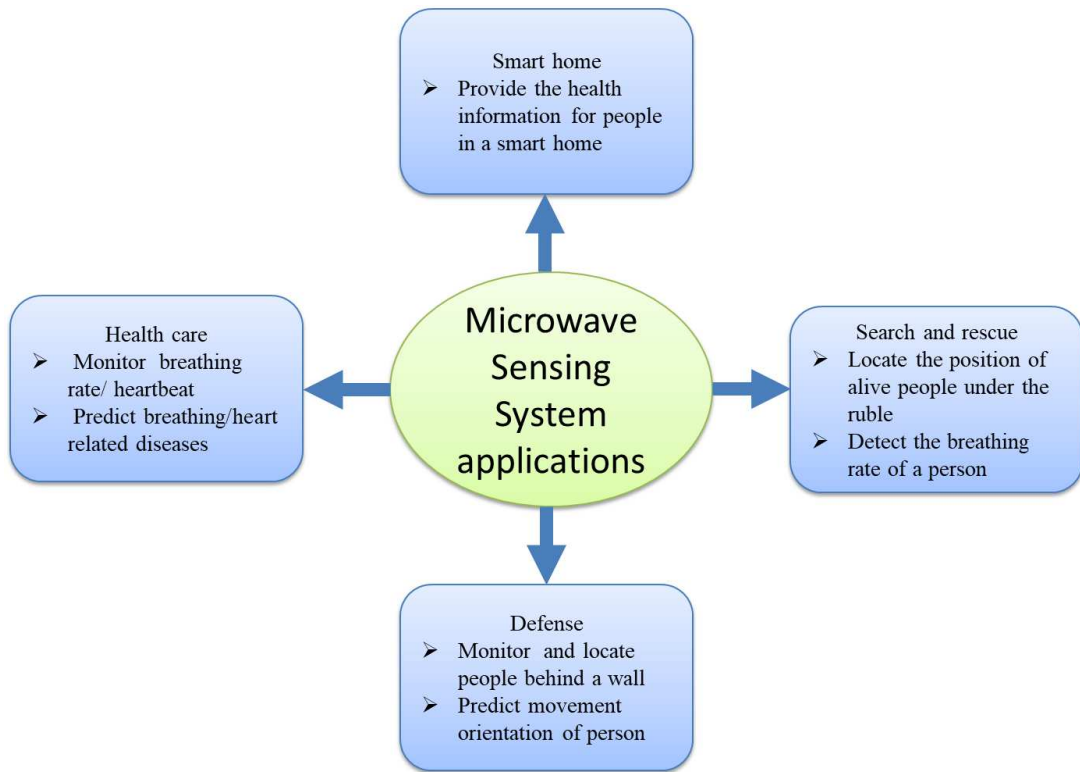 Smart home
➢ Provide the health
information for people
in a smart home
Health care
➢ Monitor breathing
rate/ heartbeat
➢ Predict breathing/heart
related diseases
Microwave
Sensing
System
applications
Search and rescue
➢ Locate the position of
alive people under the
ruble
➢ Detect the breathing
rate of a person
Defense
➢ Monitor and locate
people behind a wall
➢ Predict movement
orientation of person